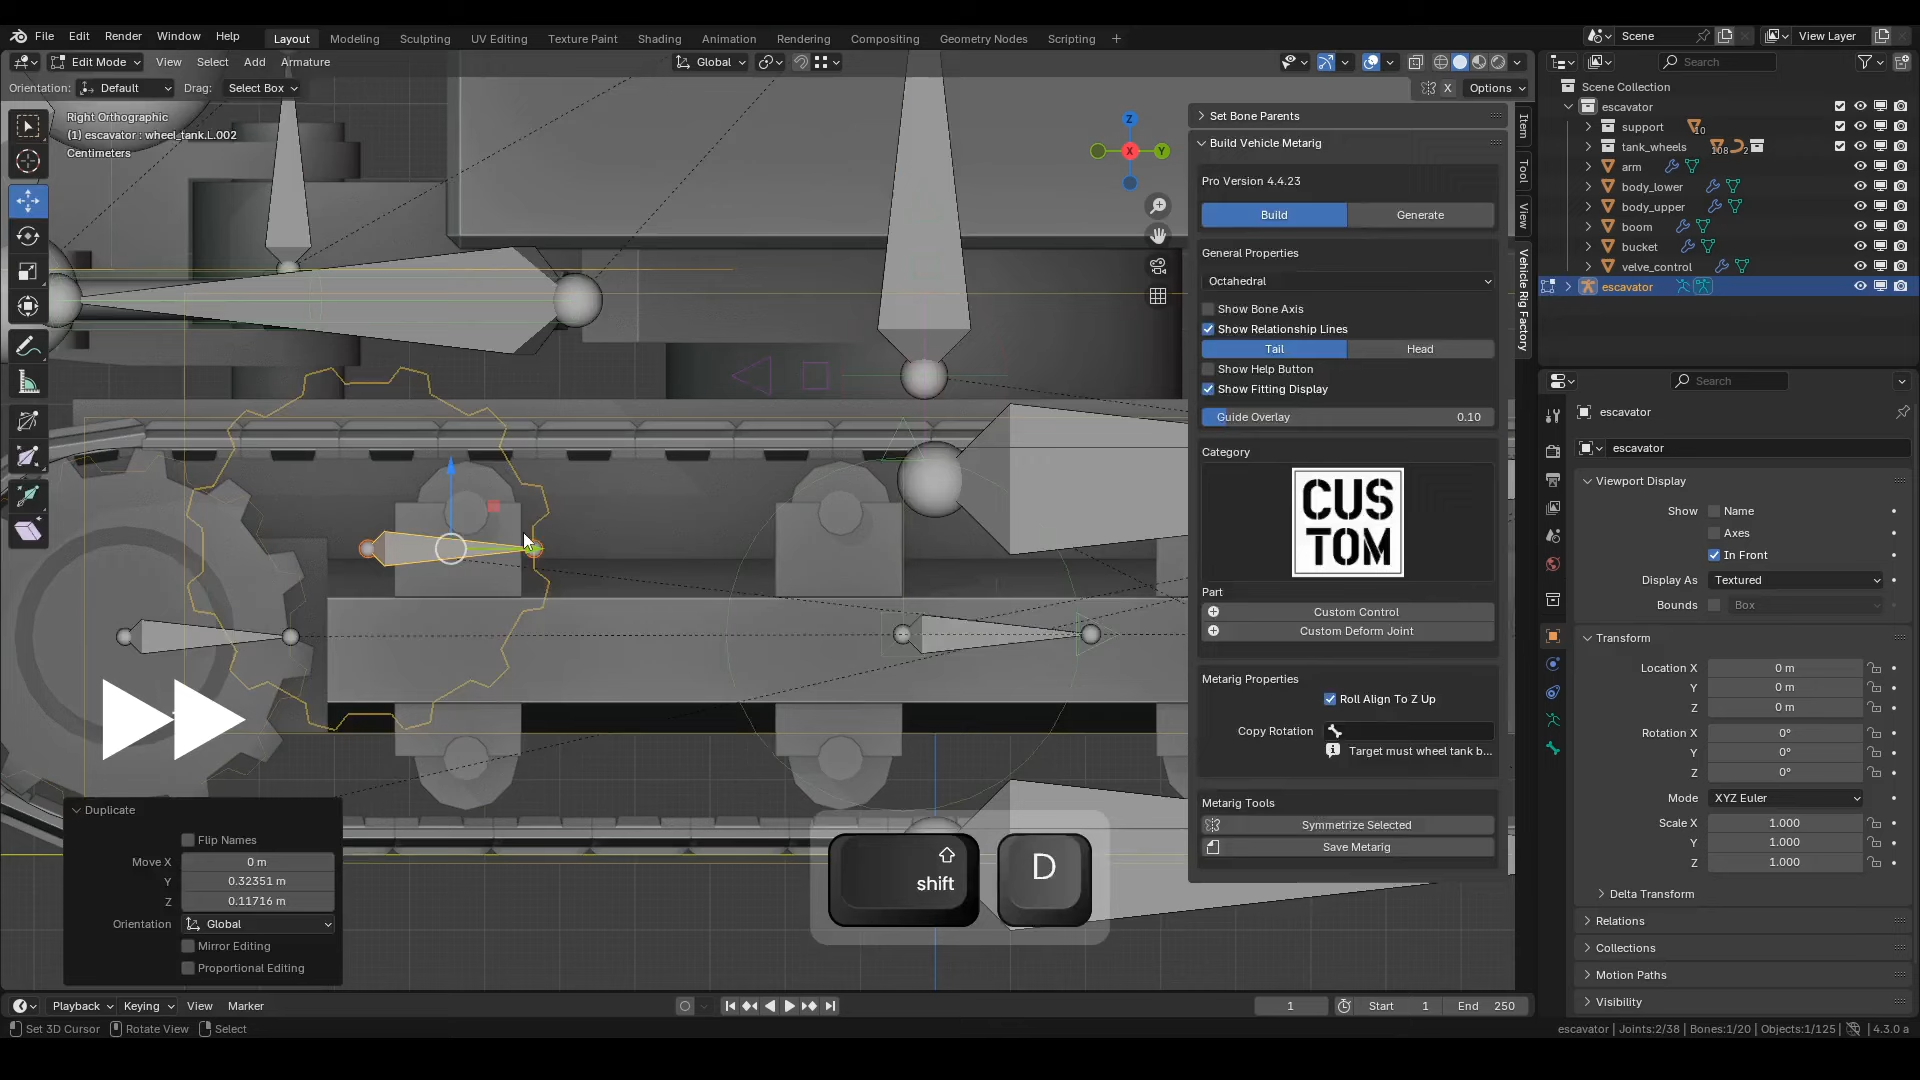 File Edit Render Window Help Layout Modeling Sculpting UV Editing Texture Paint Shading Animation Rendering Compositing Geometry Nodes Scripting + Scene View Layer
Edit Mode View Select Add Armature Global Search
Orientation: Default Drag: Select Box X Options
Right Orthographic
(1) escavator : wheel_tank.L.002
Centimeters
Z
X
Y
Set Bone Parents
Build Vehicle Metarig
Pro Version 4.4.23
Build Generate
General Properties
Octahedral
Show Bone Axis
Show Relationship Lines
Tail Head
Show Help Button
Show Fitting Display
Guide Overlay 0.10
Category
CUS
TOM
Part
Custom Control
Custom Deform Joint
Metarig Properties
Roll Align To Z Up
Copy Rotation
Target must wheel tank b...
Metarig Tools
Symmetrize Selected
Save Metarig
Item
Tool
View
Vehicle Rig Factory
Scene Collection
escavator
support 10
tank_wheels 108 2
arm
body_lower
body_upper
boom
bucket
velve_control
escavator
Search
escavator
escavator
Viewport Display
Show Name
Axes
In Front
Display As Textured
Bounds Box
Transform
Location X 0 m
Y 0 m
Z 0 m
Rotation X 0°
Y 0°
Z 0°
Mode XYZ Euler
Scale X 1.000
Y 1.000
Z 1.000
Delta Transform
Relations
Collections
Motion Paths
Visibility
Duplicate
Flip Names
Move X 0 m
Y 0.32351 m
Z 0.11716 m
Orientation Global
Mirror Editing
Proportional Editing
shift
D
Playback Keying View Marker 1 Start 1 End 250
Set 3D Cursor Rotate View Select escavator | Joints:2/38 | Bones:1/20 | Objects:1/125 | 4.3.0 a